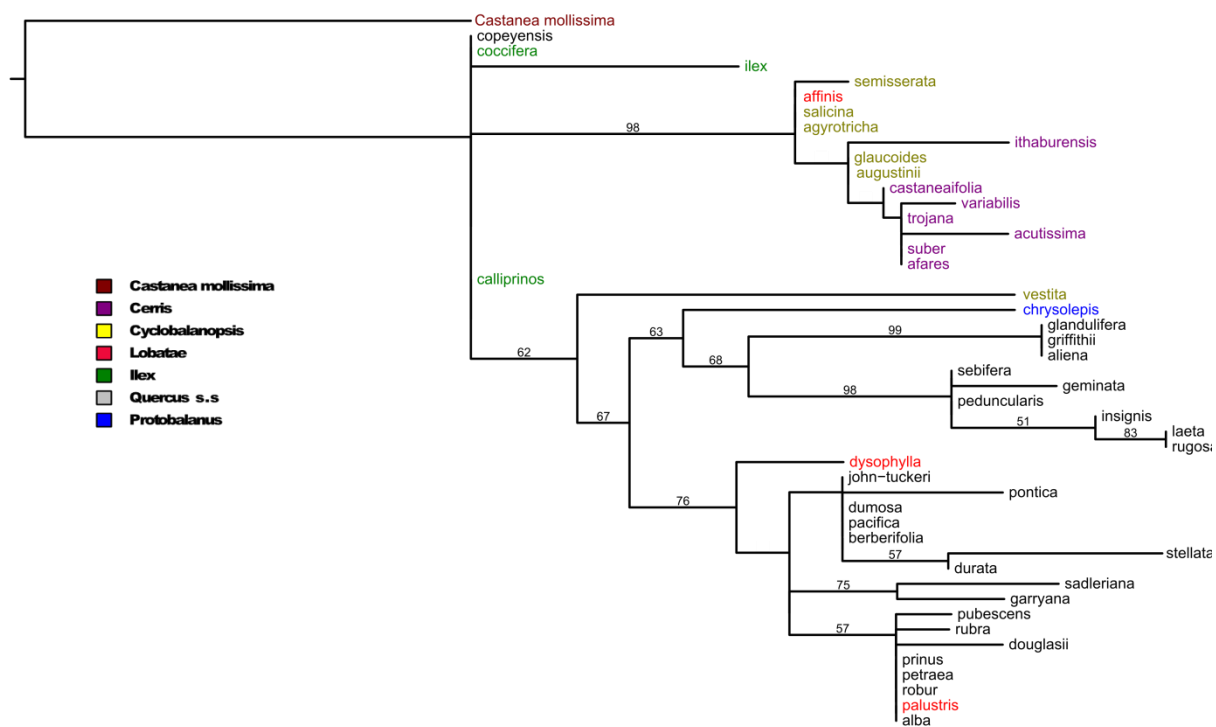 Castanea mollissima
copeyensis
coccifera
ilex
semisserata
affinis
salicina
98
agyrotricha
ithaburensis
glaucoides
augustinii
castaneaifolia
variabilis
trojana
acutissima
suber
afares
calliprinos
Castanea mollissima
Cerris
Cyclobalanopsis
Lobatae
Ilex
Quercus s.s
Protobalanus
vestita
chrysolepis
glandulifera
63
99
griffithii
62
68
aliena
sebifera
geminata
98
peduncularis
67
51
insignis
83
laeta
rugosa
dysophylla
john-tuckeri
76
pontica
dumosa
pacifica
berberifolia
57
stellata
durata
75
sadleriana
garryana
pubescens
57
rubra
douglasii
prinus
petraea
robur
palustris
alba